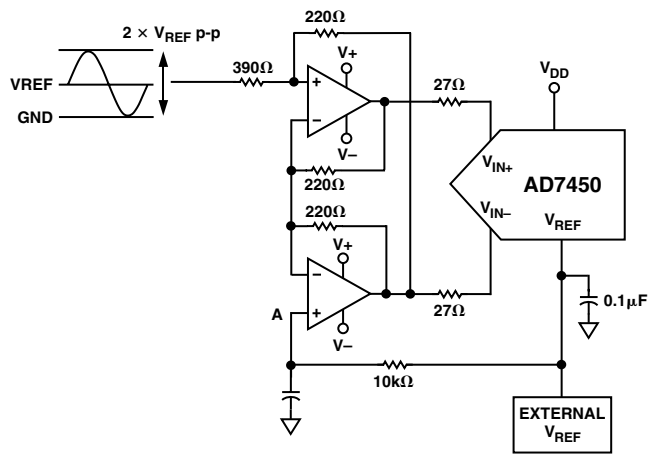 220Ω
2 × VREF p-p
V+
390Ω
27Ω
VDD
VREF
GND
+
−
V−
VIN+
AD7450
220Ω
220Ω
VIN−
VREF
V+
−
A
+
27Ω
0.1µF
V−
10kΩ
EXTERNAL
VREF